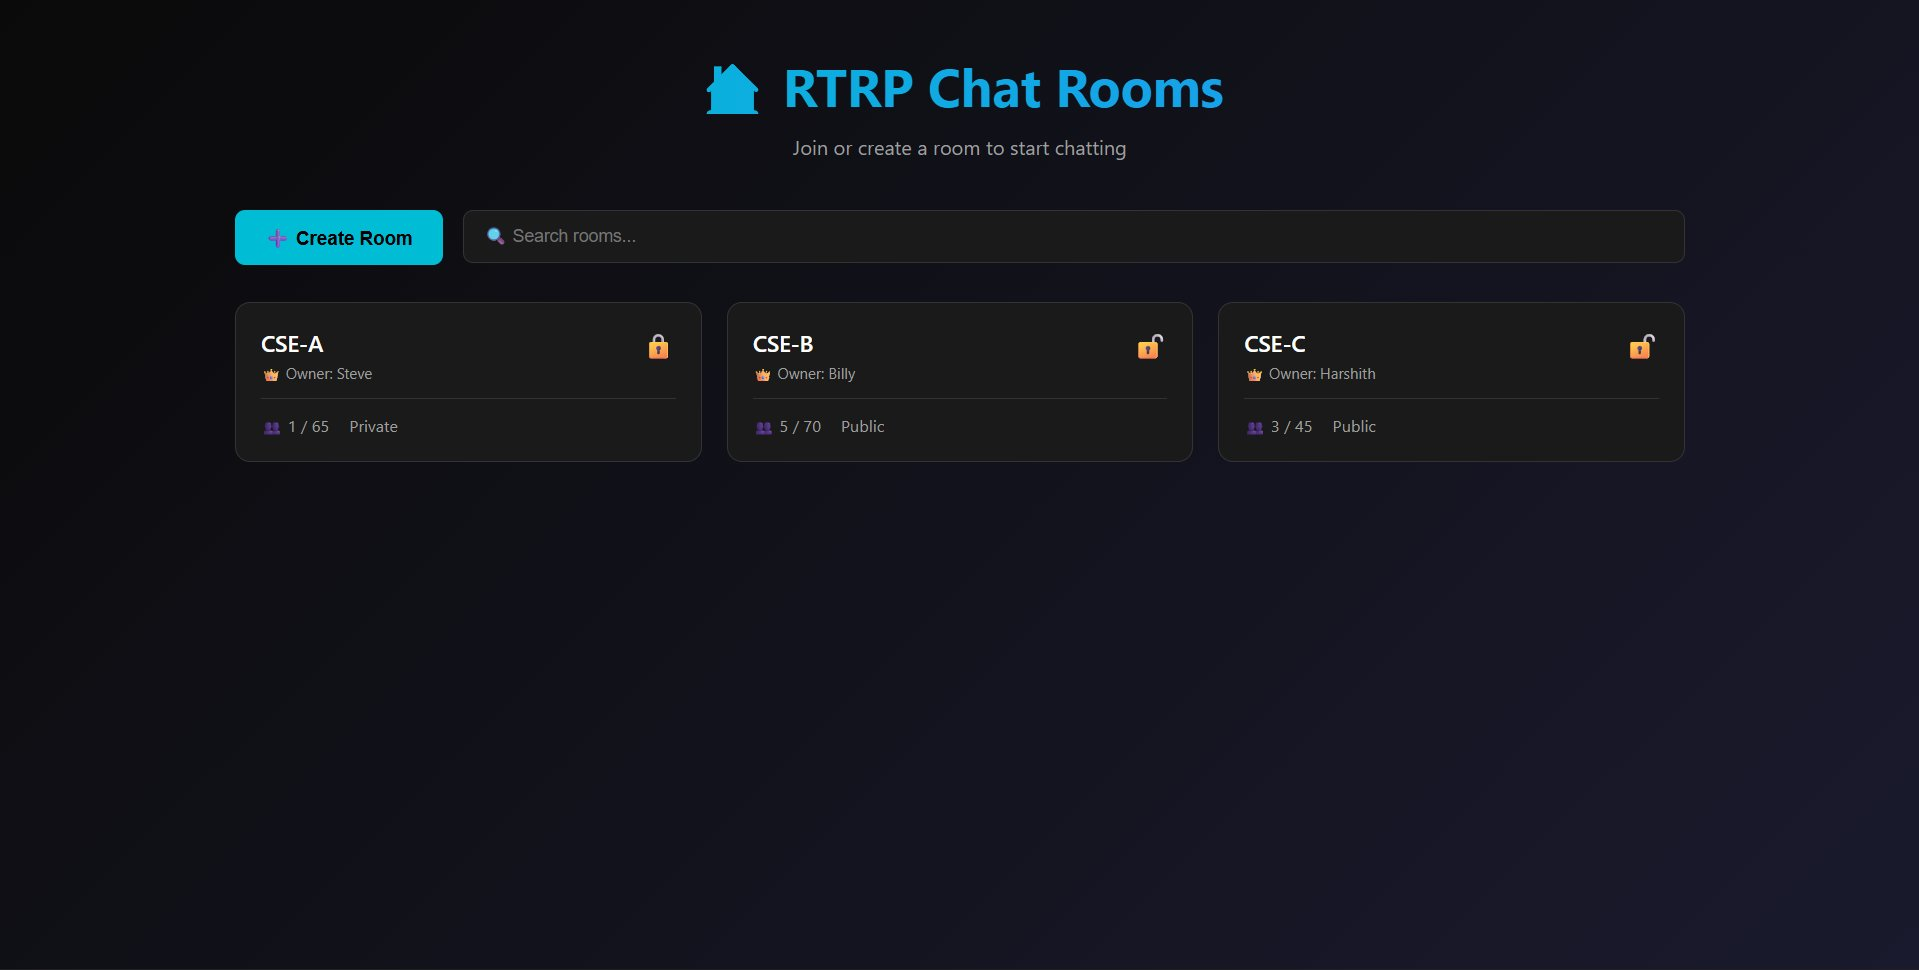 RTRP Chat Rooms
Join or create a room to start chatting
Create Room
Search rooms...
CSE-A
Owner: Steve
1 / 65 Private
CSE-B
Owner: Billy
5 / 70 Public
CSE-C
Owner: Harshith
3 / 45 Public